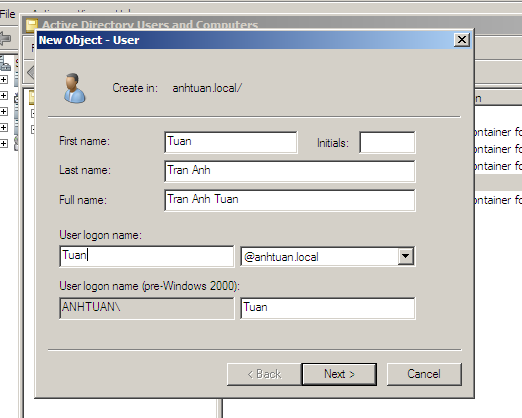 File
Active Directory Users and Computers
New Object - User
Create in: anhtuan.local/
First name: Tuan Initials:
Last name: Tran Anh
Full name: Tran Anh Tuan
User logon name:
Tuan @anhtuan.local
User logon name (pre-Windows 2000):
ANHTUAN\ Tuan
< Back Next > Cancel
ontainer fo
ontainer fo
ontainer fo
ontainer fo